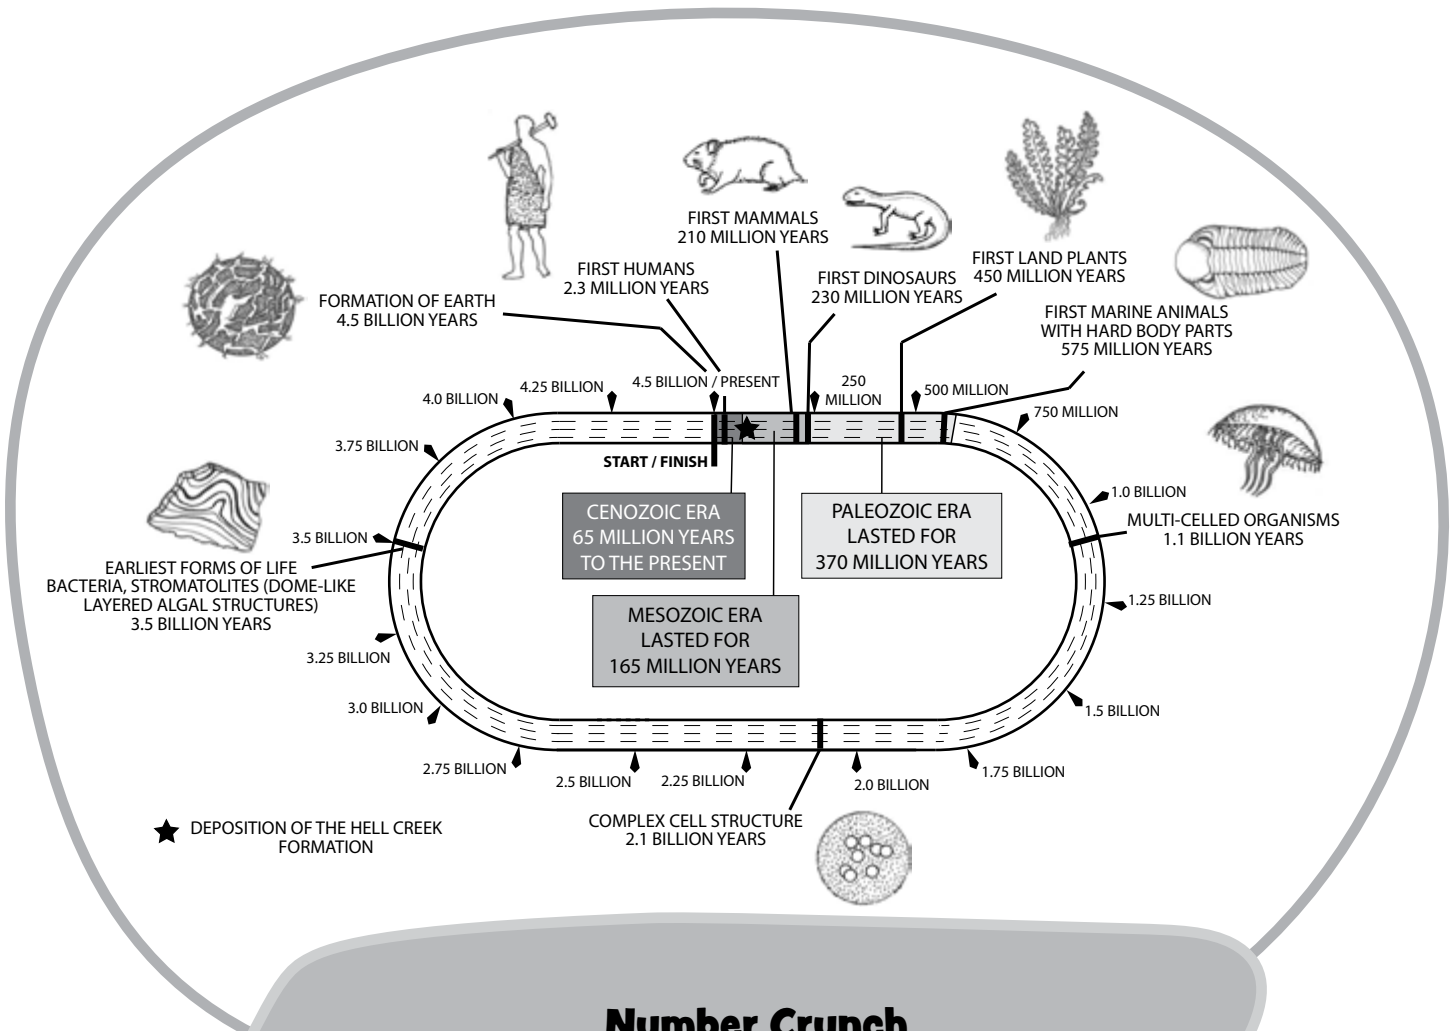 FIRST MAMMALS
210 MILLION YEARS
FIRST HUMANS
2.3 MILLION YEARS
FORMATION OF EARTH
4.5 BILLION YEARS
FIRST DINOSAURS
230 MILLION YEARS
FIRST LAND PLANTS
450 MILLION YEARS
FIRST MARINE ANIMALS
WITH HARD BODY PARTS
575 MILLION YEARS
4.0 BILLION
4.25 BILLION
4.5 BILLION / PRESENT
250
MILLION
500 MILLION
750 MILLION
3.75 BILLION
START / FINISH
1.0 BILLION
MULTI-CELLED ORGANISMS
1.1 BILLION YEARS
CENOZOIC ERA
65 MILLION YEARS
TO THE PRESENT
PALEOZOIC ERA
LASTED FOR
370 MILLION YEARS
3.5 BILLION
EARLIEST FORMS OF LIFE
BACTERIA, STROMATOLITES (DOME-LIKE
LAYERED ALGAL STRUCTURES)
3.5 BILLION YEARS
1.25 BILLION
MESOZOIC ERA
LASTED FOR
165 MILLION YEARS
3.25 BILLION
3.0 BILLION
1.5 BILLION
2.75 BILLION
2.5 BILLION
2.25 BILLION
2.0 BILLION
1.75 BILLION
COMPLEX CELL STRUCTURE
2.1 BILLION YEARS
DEPOSITION OF THE HELL CREEK
FORMATION
Number Crunch